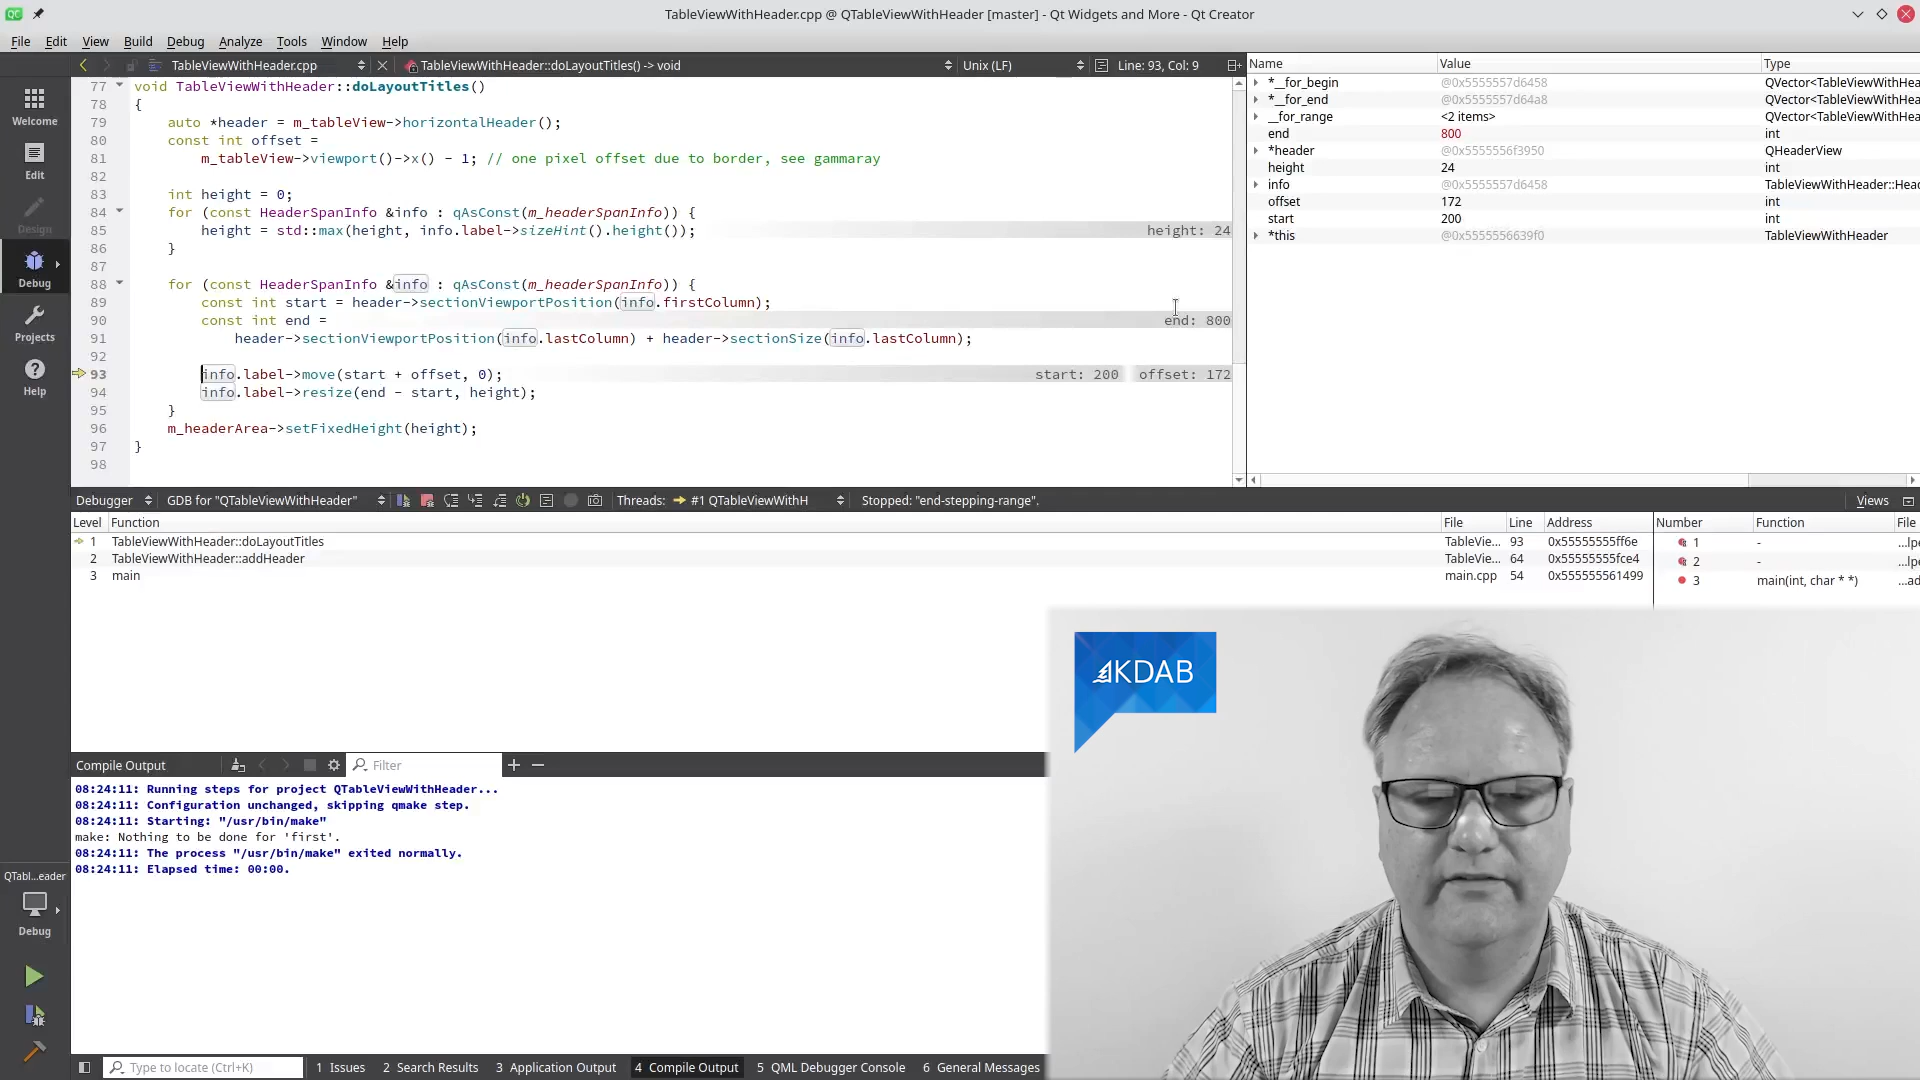 TableViewWithHeader.cpp @ QTableViewWithHeader [master] - Qt Widgets and More - Qt Creator
File Edit View Build Debug Analyze Tools Window Help
TableViewWithHeader.cpp TableViewWithHeader::doLayoutTitles() -> void Unix (LF) Line: 93, Col: 9
Welcome
Edit
Design
Debug
Projects
Help
77 void TableViewWithHeader::doLayoutTitles()
78 {
79 auto *header = m_tableView->horizontalHeader();
80 const int offset =
81 m_tableView->viewport()->x() - 1; // one pixel offset due to border, see gammaray
82
83 int height = 0;
84 for (const HeaderSpanInfo &info : qAsConst(m_headerSpanInfo)) {
85 height = std::max(height, info.label->sizeHint().height()); height: 24
86 }
87
88 for (const HeaderSpanInfo &info : qAsConst(m_headerSpanInfo)) {
89 const int start = header->sectionViewportPosition(info.firstColumn);
90 const int end = end: 800
91 header->sectionViewportPosition(info.lastColumn) + header->sectionSize(info.lastColumn);
92
93 info.label->move(start + offset, 0); start: 200 offset: 172
94 info.label->resize(end - start, height);
95 }
96 m_headerArea->setFixedHeight(height);
97 }
98
Name Value Type
*__for_begin @0x5555557d6458 QVector<TableViewWithHea
*__for_end @0x5555557d64a8 QVector<TableViewWithHea
__for_range <2 items> QVector<TableViewWithHea
end 800 int
*header @0x5555556f3950 QHeaderView
height 24 int
info @0x5555557d6458 TableViewWithHeader::Hea
offset 172 int
start 200 int
*this @0x5555556639f0 TableViewWithHeader
Debugger GDB for "QTableViewWithHeader" Threads: #1 QTableViewWithH Stopped: "end-stepping-range". Views
Level Function File Line Address
1 TableViewWithHeader::doLayoutTitles TableVie... 93 0x55555555ff6e
2 TableViewWithHeader::addHeader TableVie... 64 0x55555555fce4
3 main main.cpp 54 0x555555561499
Number Function File
1 - ...lpe
2 - ...lpe
3 main(int, char * *) ...ad
KDAB
Compile Output Filter
08:24:11: Running steps for project QTableViewWithHeader...
08:24:11: Configuration unchanged, skipping qmake step.
08:24:11: Starting: "/usr/bin/make"
make: Nothing to be done for 'first'.
08:24:11: The process "/usr/bin/make" exited normally.
08:24:11: Elapsed time: 00:00.
QTabl...eader
Debug
Type to locate (Ctrl+K) 1 Issues 2 Search Results 3 Application Output 4 Compile Output 5 QML Debugger Console 6 General Messages